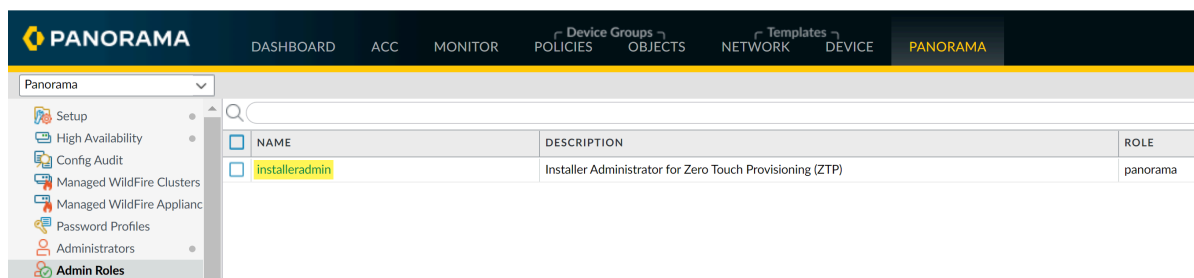 PANORAMA
Device Groups
Templates
DASHBOARD ACC MONITOR POLICIES OBJECTS NETWORK DEVICE PANORAMA
Panorama
Setup
High Availability
Config Audit
Managed WildFire Clusters
Managed WildFire Applianc
Password Profiles
Administrators
Admin Roles
NAME DESCRIPTION ROLE
installeradmin Installer Administrator for Zero Touch Provisioning (ZTP) panorama